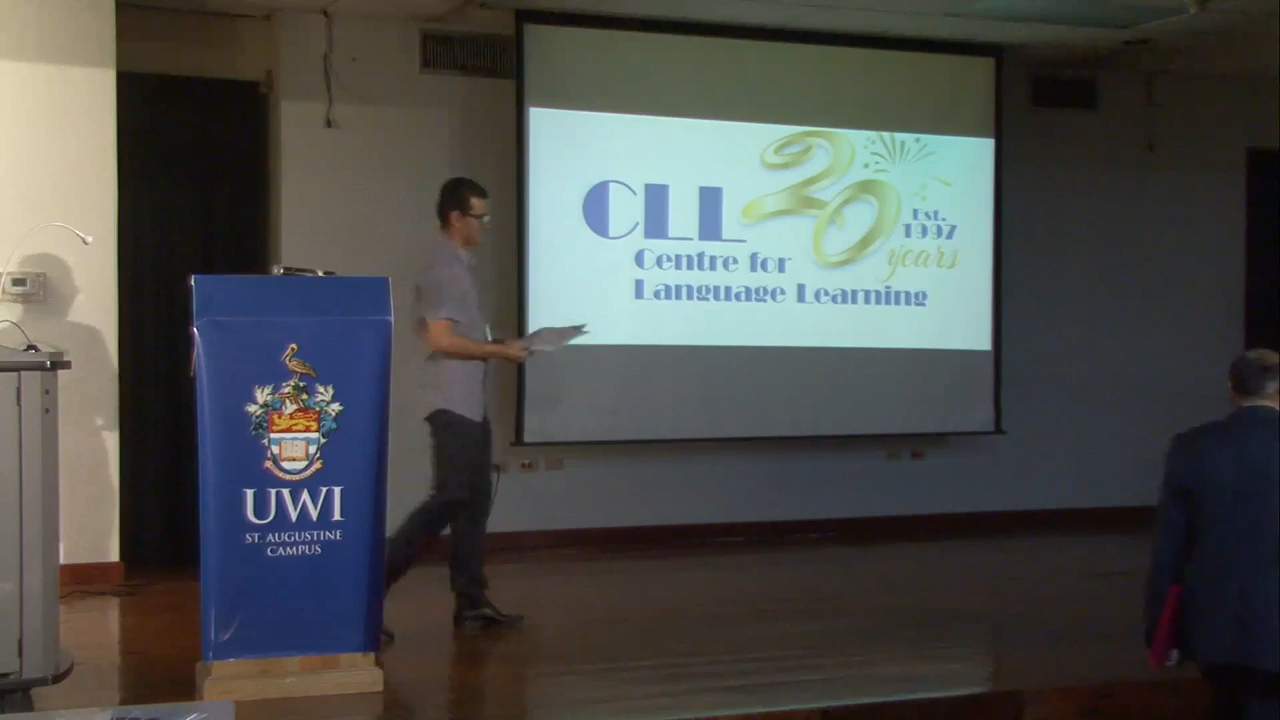 CLL 20
Est.
1997
years
Centre for
Language Learning
UWI
ST. AUGUSTINE
CAMPUS